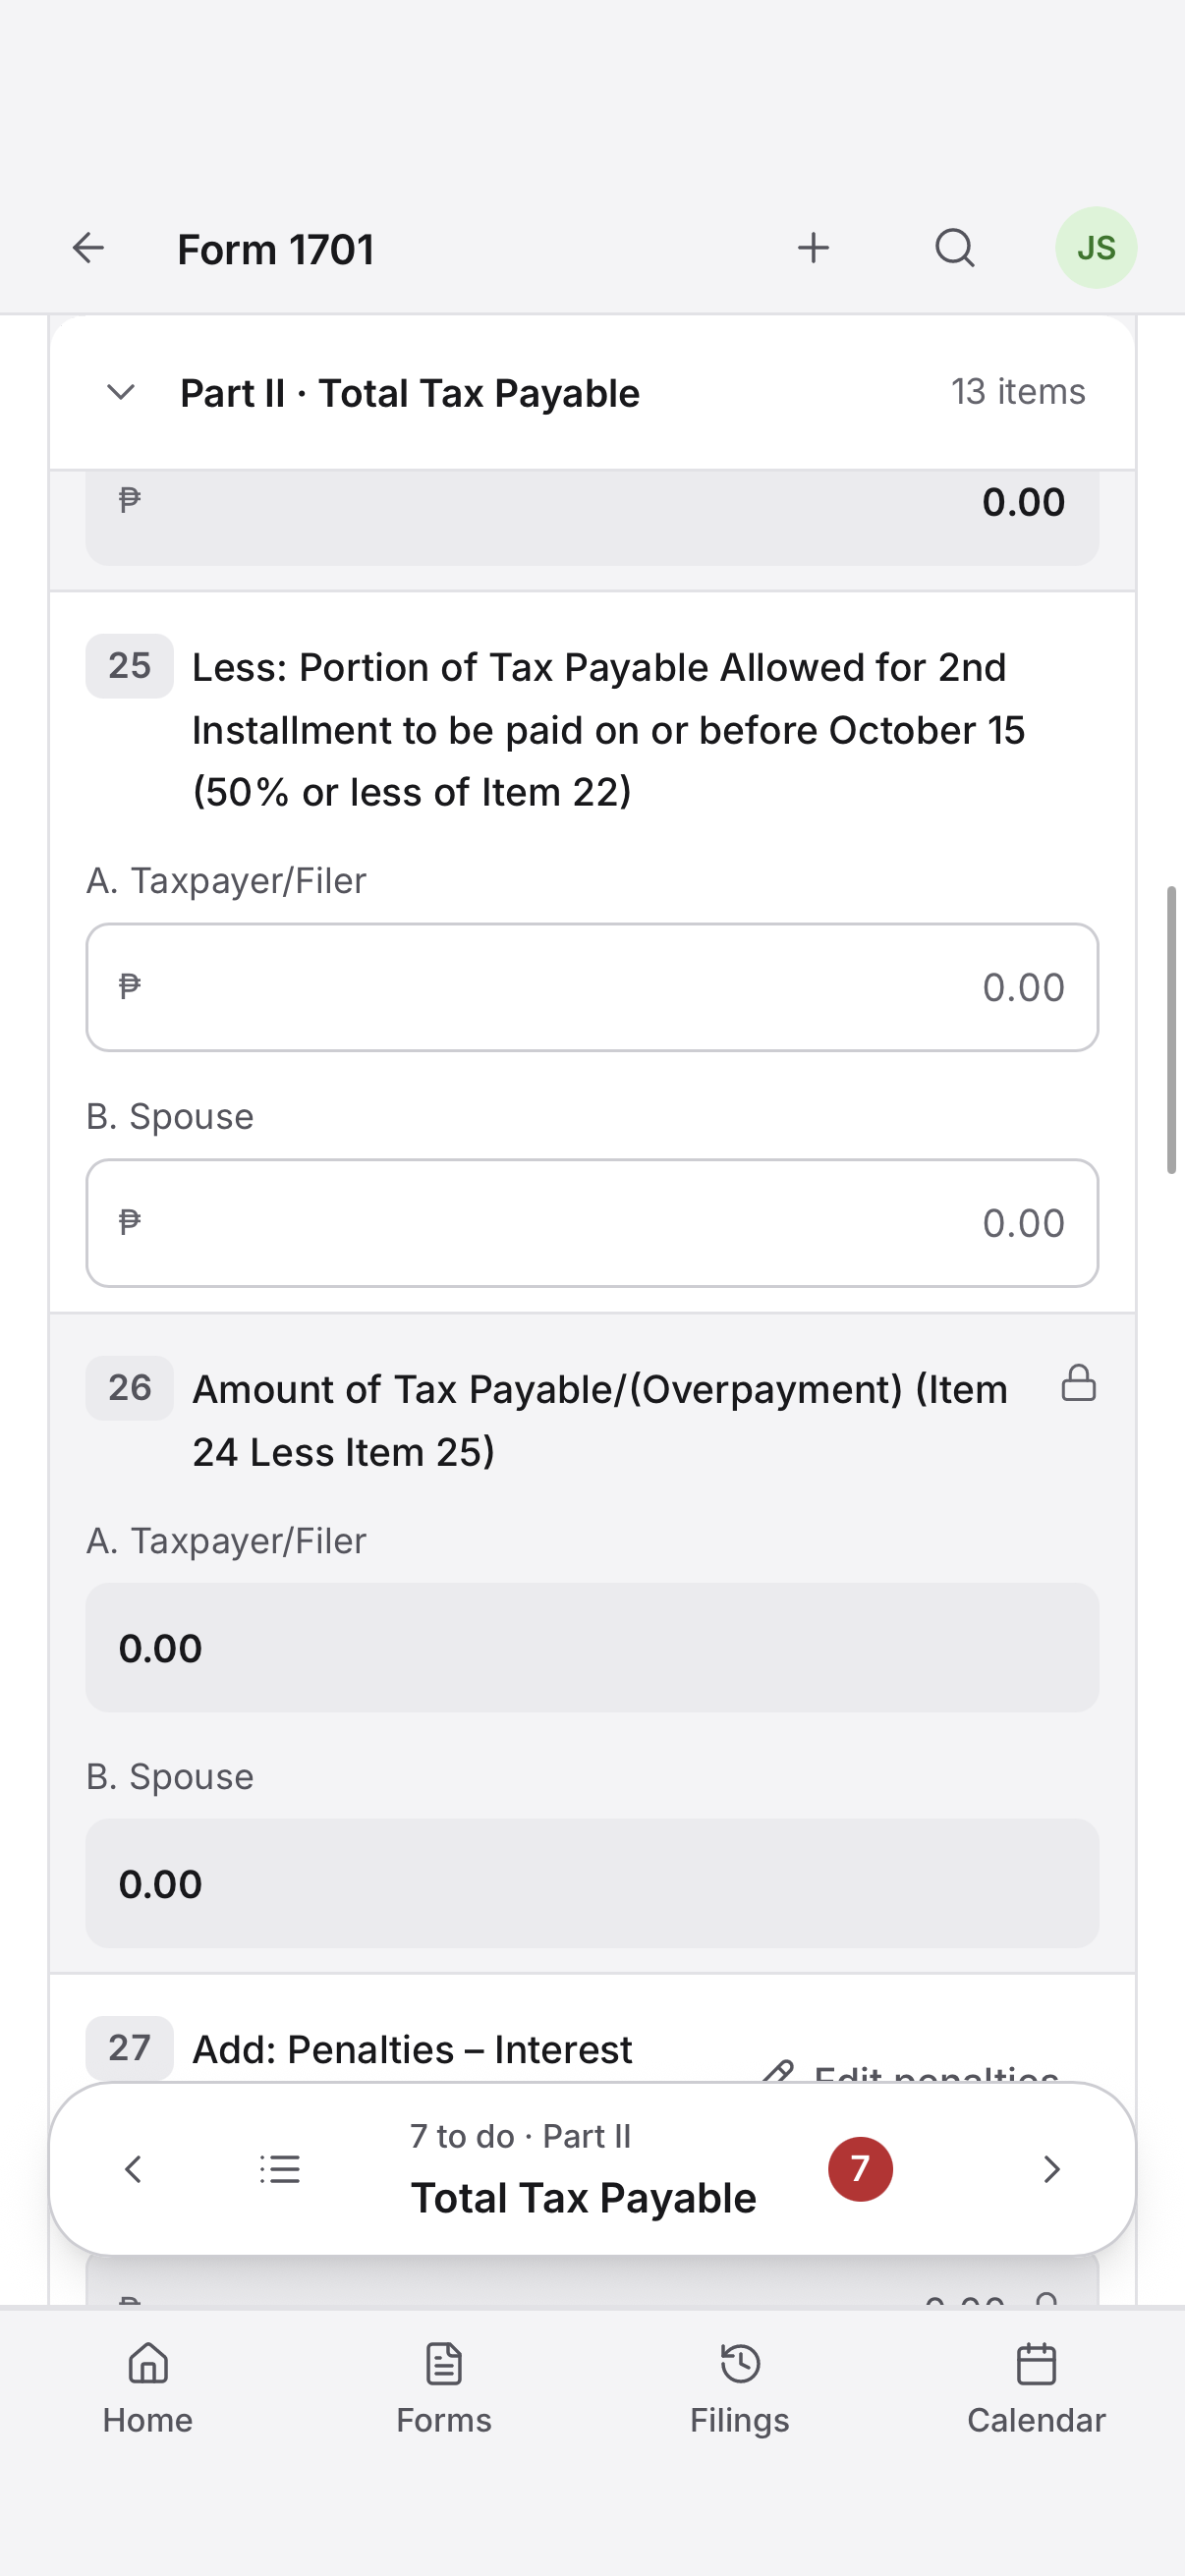 Form 1701
JS
Part II · Total Tax Payable
13 items
₱ 0.00
25 Less: Portion of Tax Payable Allowed for 2nd
Installment to be paid on or before October 15
(50% or less of Item 22)
A. Taxpayer/Filer
₱ 0.00
B. Spouse
₱ 0.00
26 Amount of Tax Payable/(Overpayment) (Item
24 Less Item 25)
A. Taxpayer/Filer
0.00
B. Spouse
0.00
27 Add: Penalties – Interest
Edit penalties
7 to do · Part II
Total Tax Payable
7
₱ 0.00
Home
Forms
Filings
Calendar